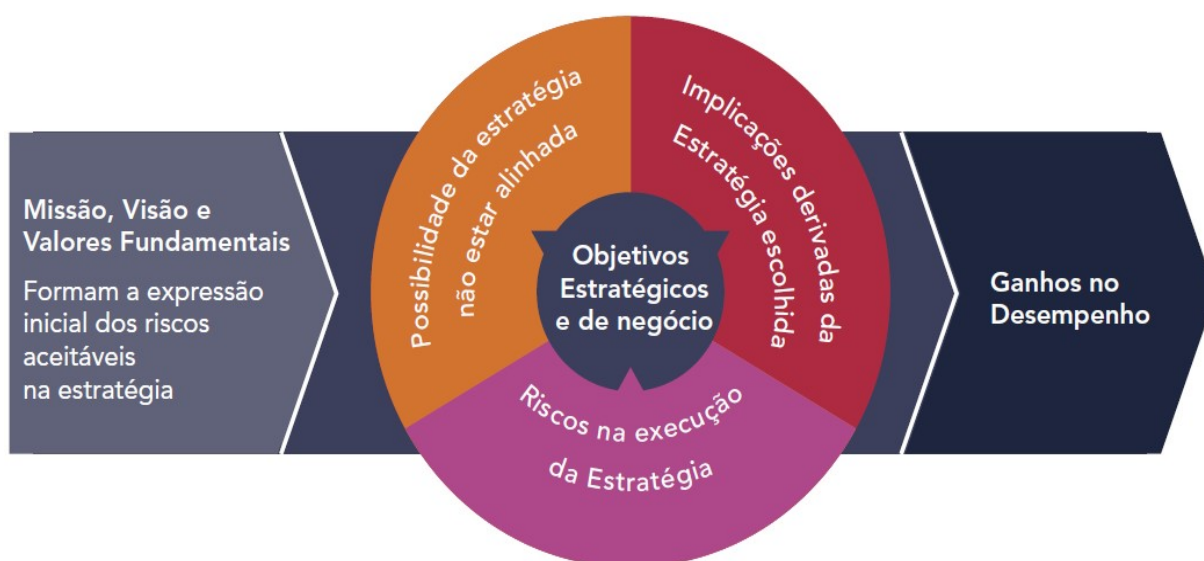 Missão, Visão e
Valores Fundamentais
Formam a expressão
inicial dos riscos
aceitáveis
na estratégia
Possibilidade da estratégia
não estar alinhada
Implicações derivadas da
Estratégia escolhida
Objetivos
Estratégicos
e de negócio
Riscos na execução
da Estratégia
Ganhos no
Desempenho